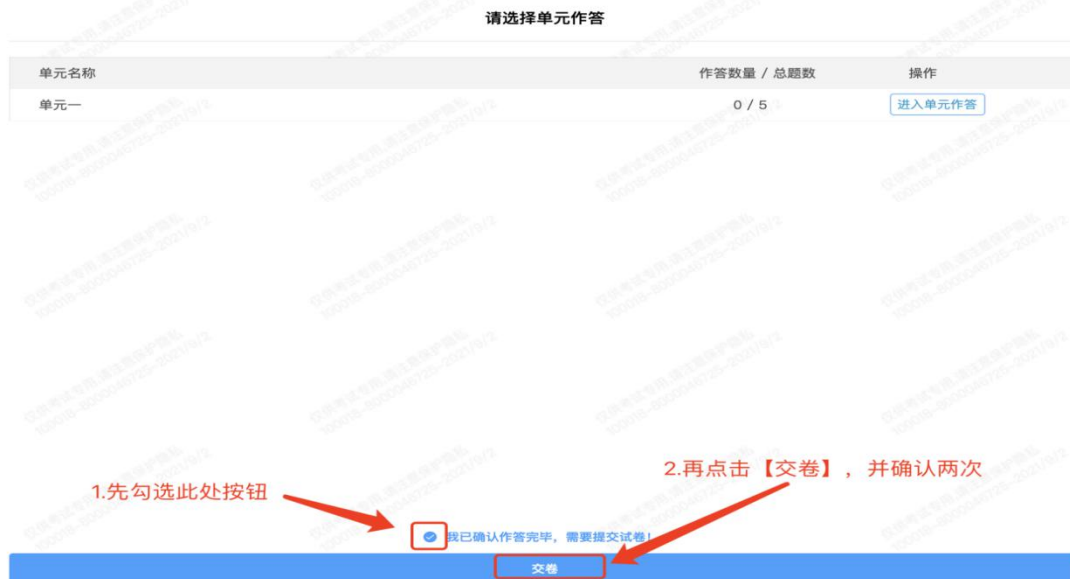 请选择单元作答
单元名称 作答数量 / 总题数 操作
单元一 0 / 5 进入单元作答
1.先勾选此处按钮
2.再点击【交卷】，并确认两次
我已确认作答完毕，需要提交试卷!
交卷